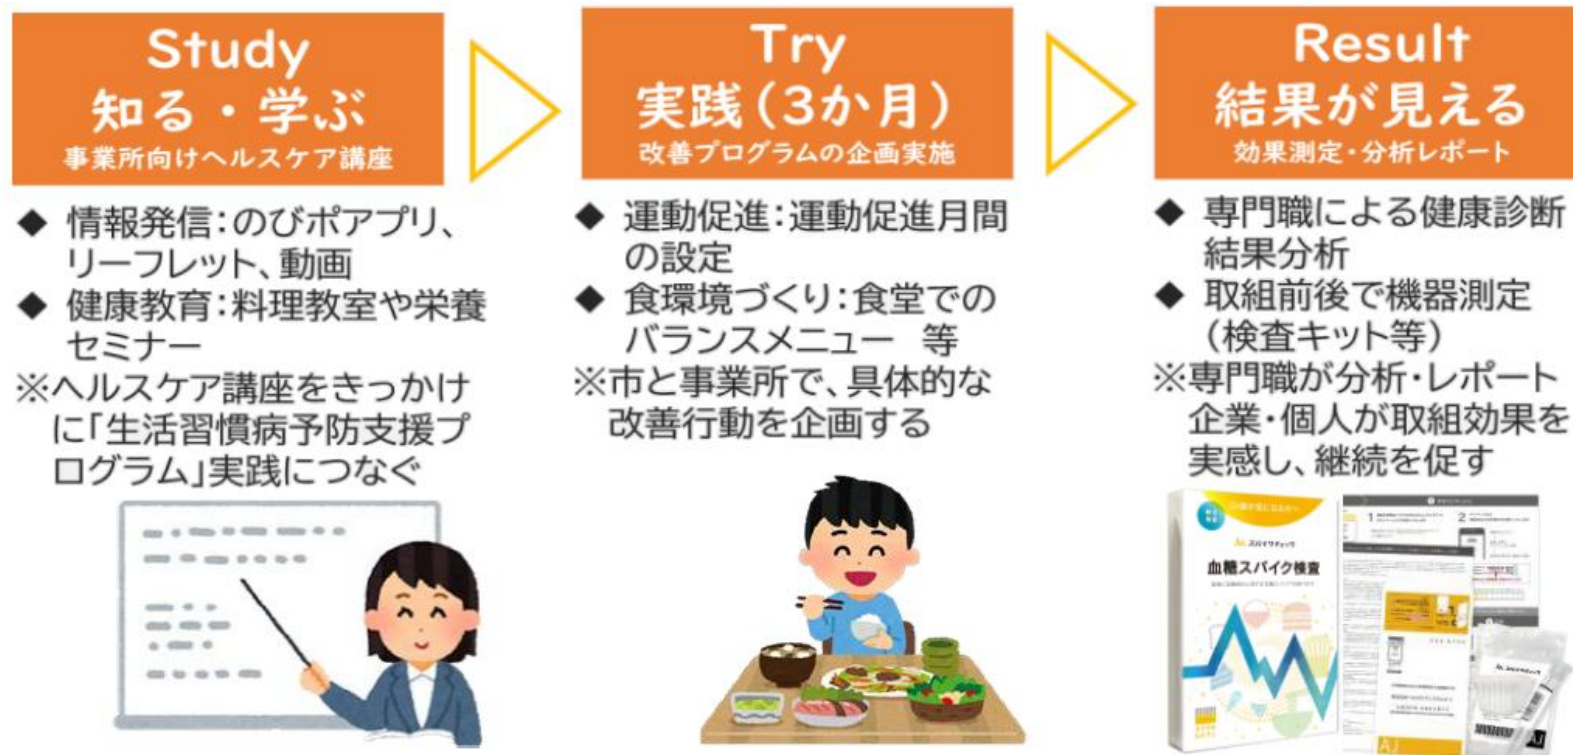 Study
知る・学ぶ
事業所向けヘルスケア講座
◆ 情報発信:のびポアプリ、
リーフレット、動画
◆ 健康教育:料理教室や栄養
セミナー
※ヘルスケア講座をきっかけ
に「生活習慣病予防支援プ
ログラム」実践につなぐ
Try
実践(3か月)
改善プログラムの企画実施
◆ 運動促進:運動促進月間
の設定
◆ 食環境づくり:食堂での
バランスメニュー 等
※市と事業所で、具体的な
改善行動を企画する
Result
結果が見える
効果測定・分析レポート
◆ 専門職による健康診断
結果分析
◆ 取組前後で機器測定
(検査キット等)
※専門職が分析・レポート
企業・個人が取組効果を
実感し、継続を促す
血糖スパイク検査
1
2
AJ